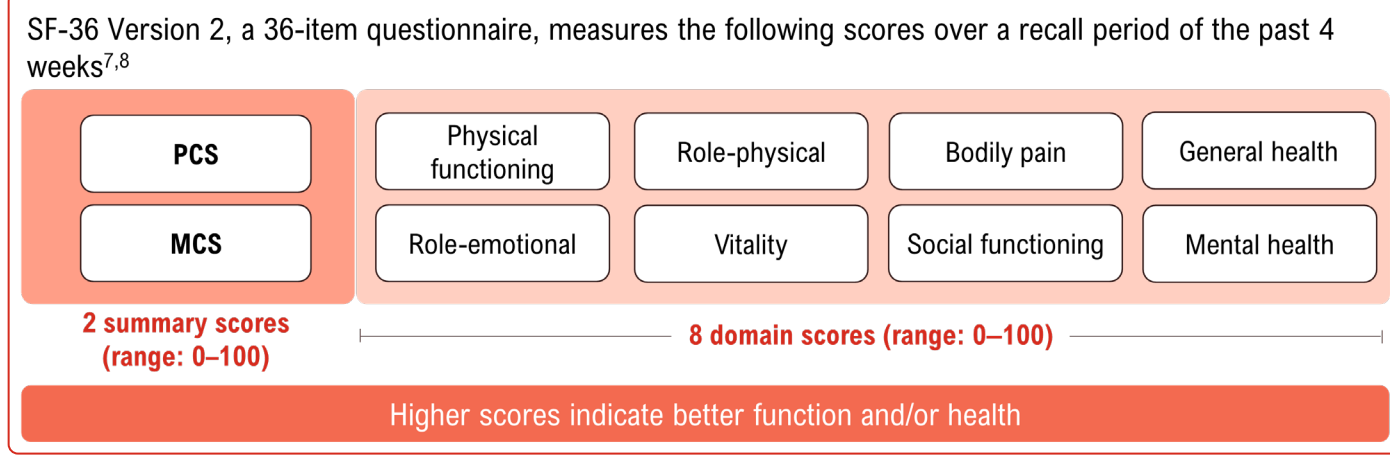 SF-36 Version 2, a 36-item questionnaire, measures the following scores over a recall period of the past 4
weeks7,8
PCS
MCS
Physical
functioning
Role-physical
Bodily pain
General health
Role-emotional
Vitality
Social functioning
Mental health
2 summary scores
(range: 0–100)
8 domain scores (range: 0–100)
Higher scores indicate better function and/or health